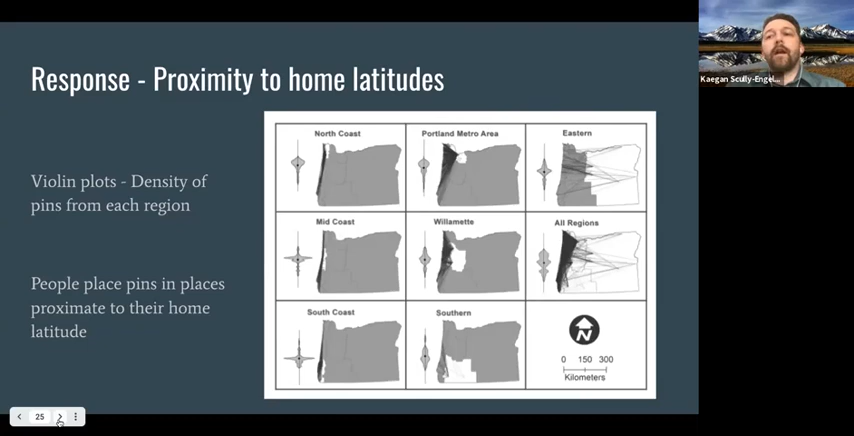 Response - Proximity to home latitudes
Violin plots - Density of
pins from each region
People place pins in places
proximate to their home
latitude
North Coast
Portland Metro Area
Eastern
Mid Coast
Willamette
All Regions
South Coast
Southern
N
0 150 300
Kilometers
Kaegan Scully-Engel...
25